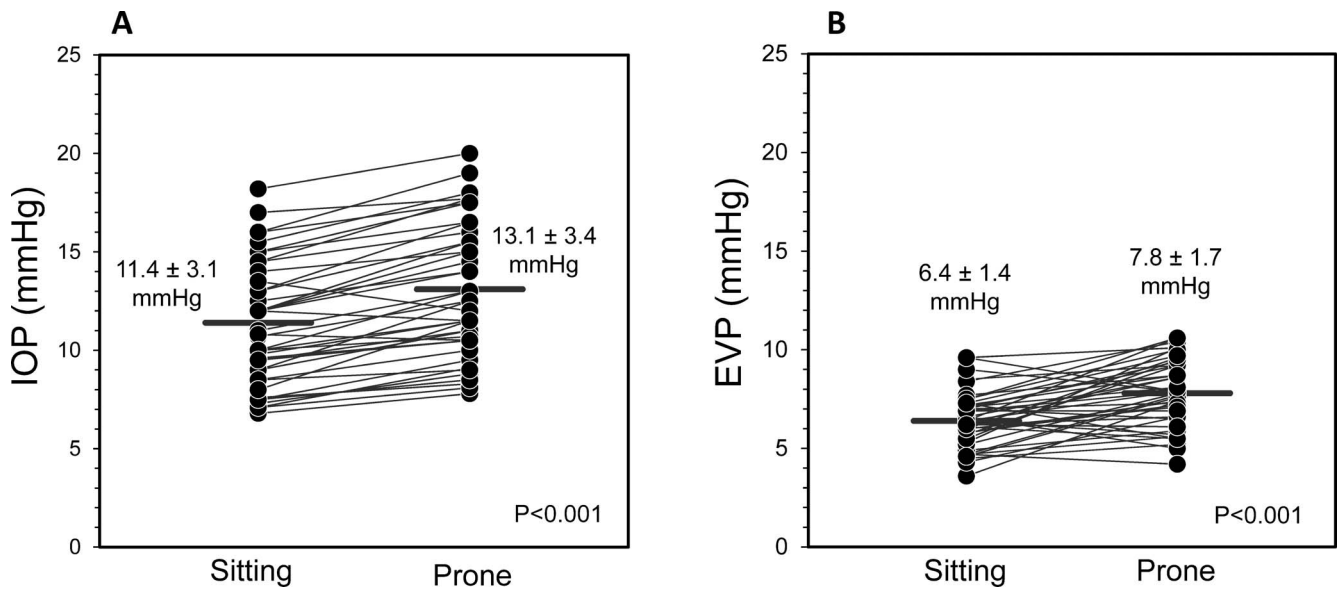 A
IOP (mmHg)
25
20
15
10
5
0
11.4 ± 3.1
mmHg
13.1 ± 3.4
mmHg
P<0.001
Sitting
Prone
B
EVP (mmHg)
25
20
15
10
5
0
6.4 ± 1.4
mmHg
7.8 ± 1.7
mmHg
P<0.001
Sitting
Prone